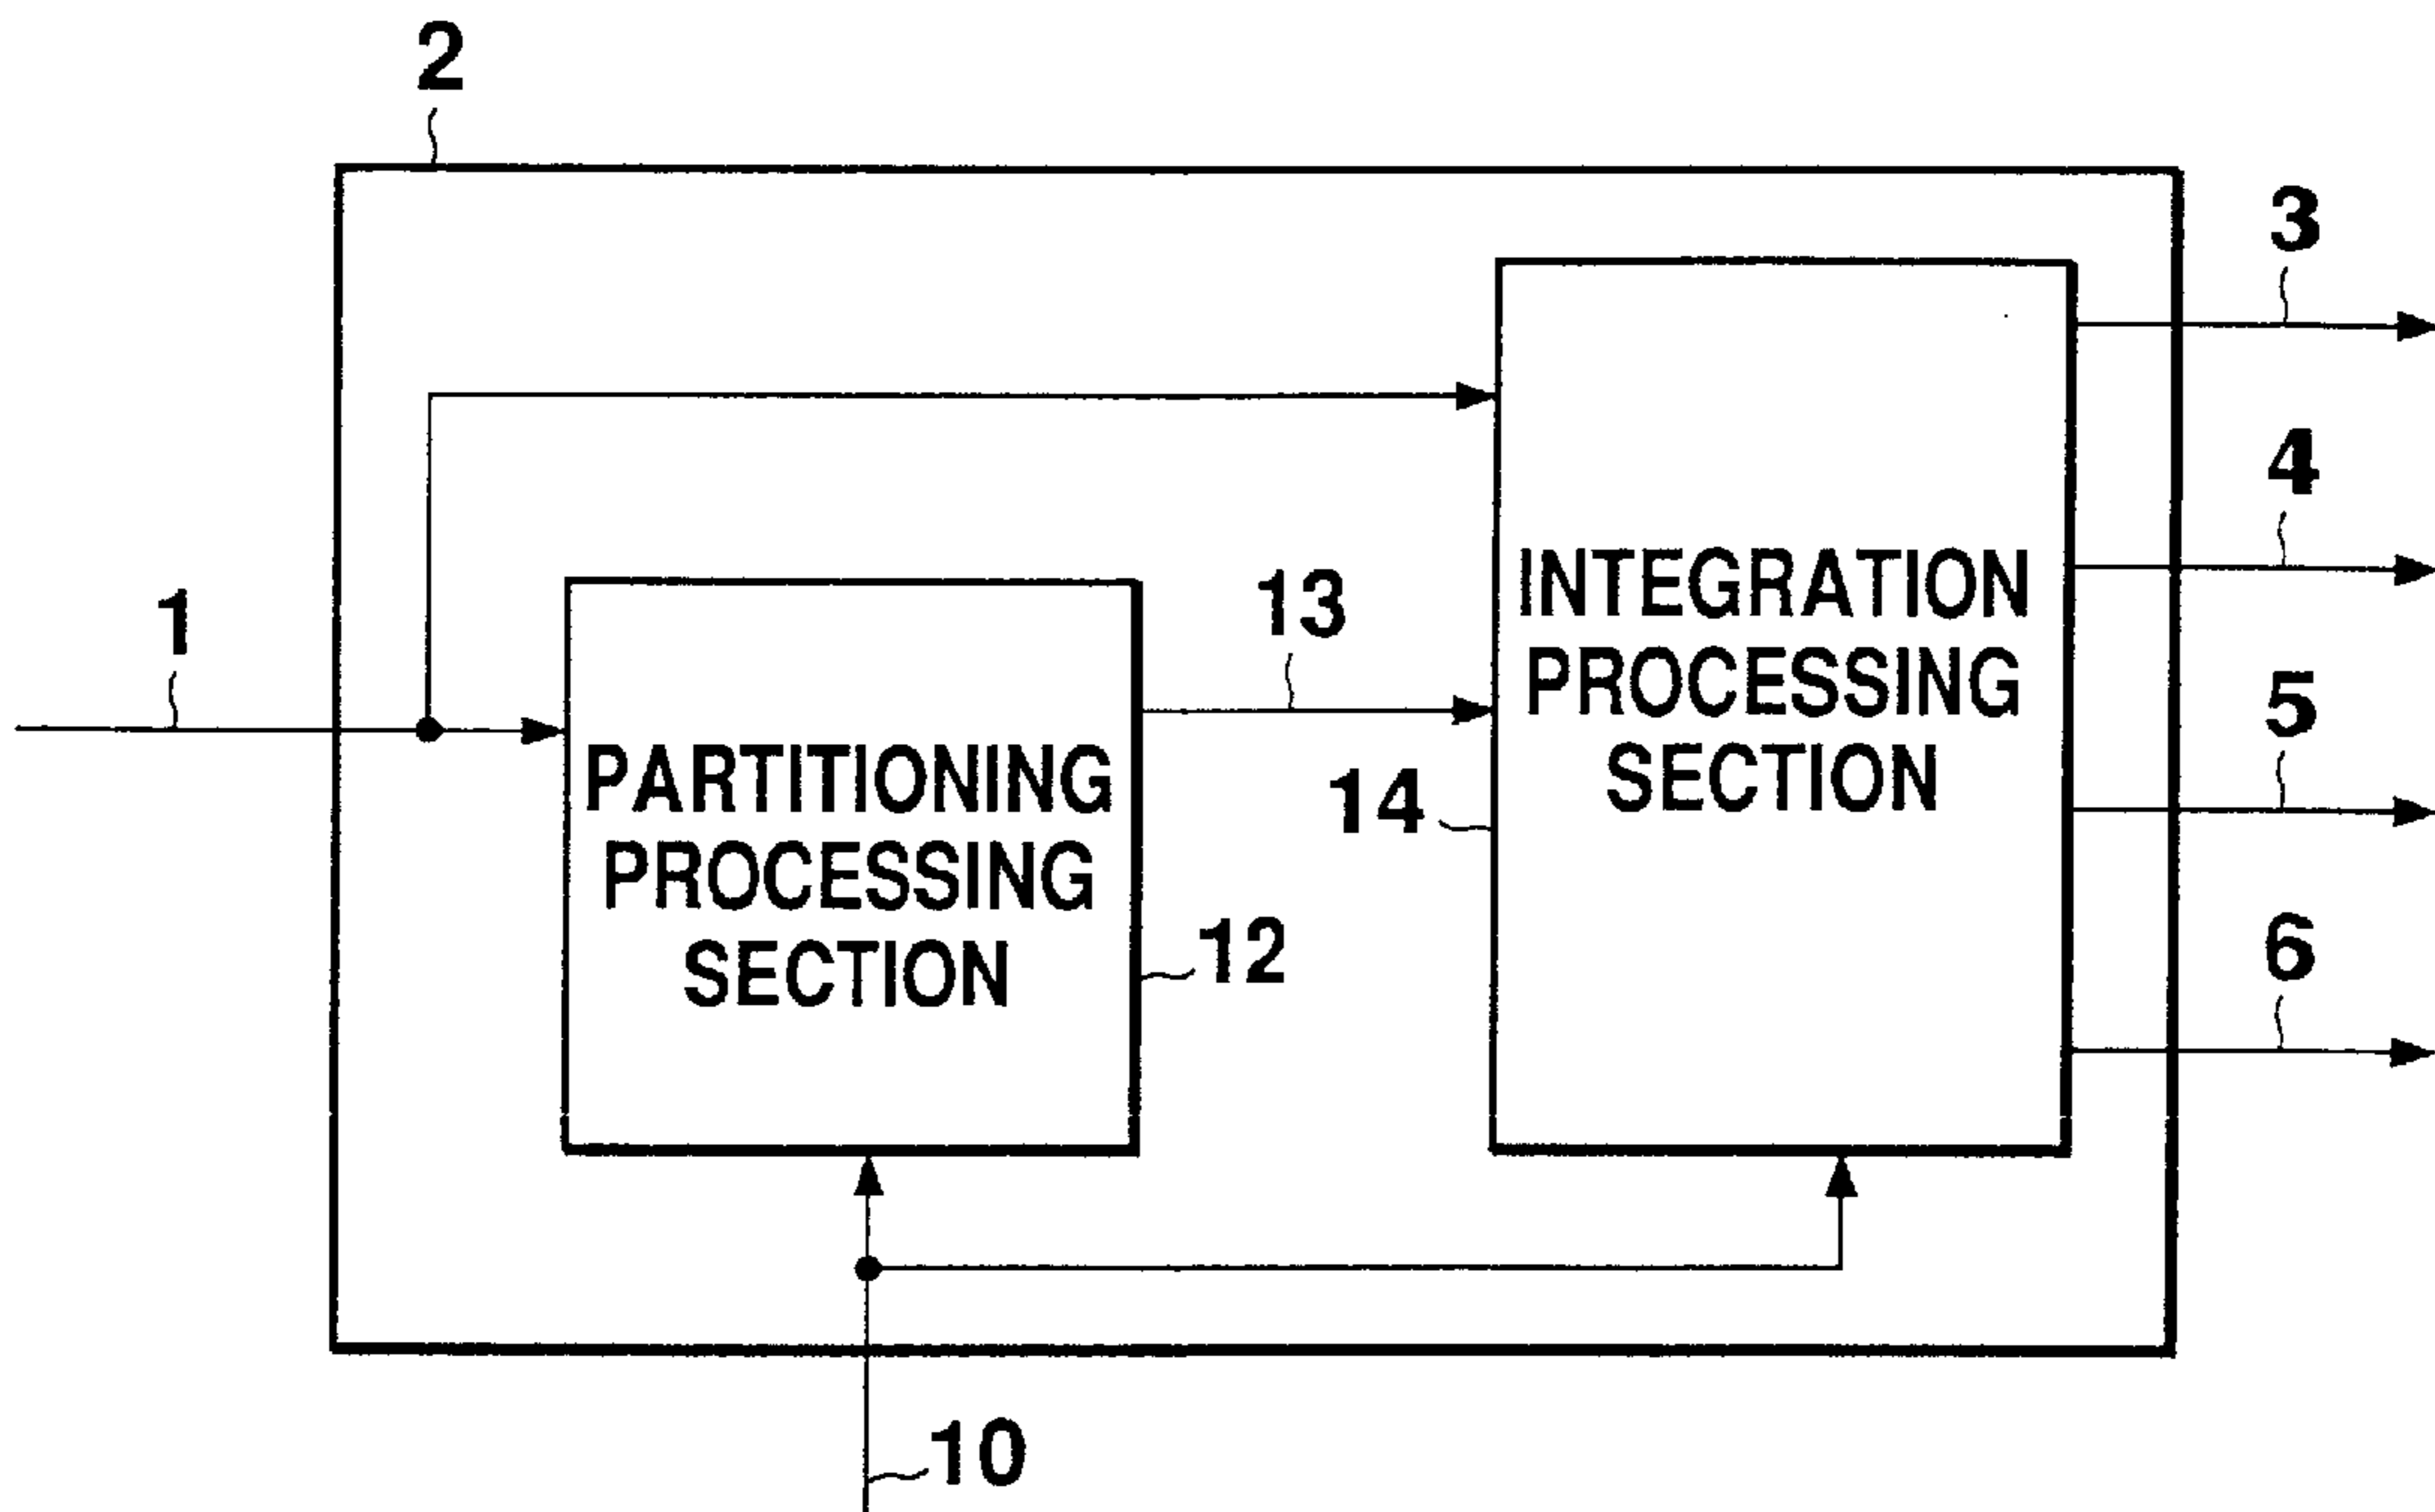 2
3
4
13
INTEGRATION
PROCESSING
SECTION
1
5
14
PARTITIONING
PROCESSING
SECTION
12
6
10